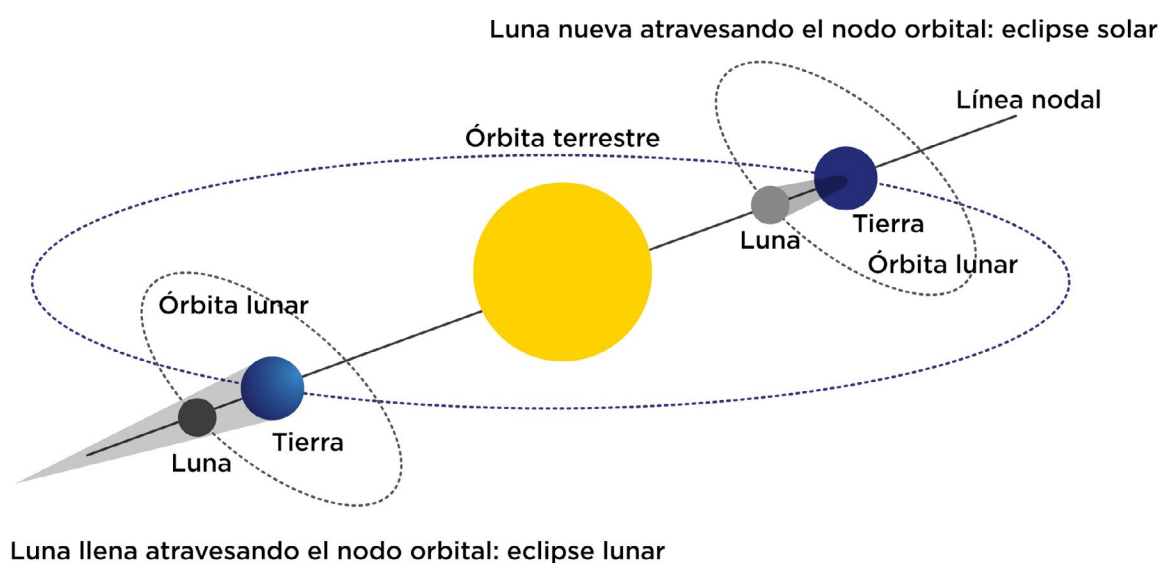 Luna nueva atravesando el nodo orbital: eclipse solar
Línea nodal
Órbita terrestre
Luna
Tierra
Órbita lunar
Órbita lunar
Tierra
Luna
Luna llena atravesando el nodo orbital: eclipse lunar